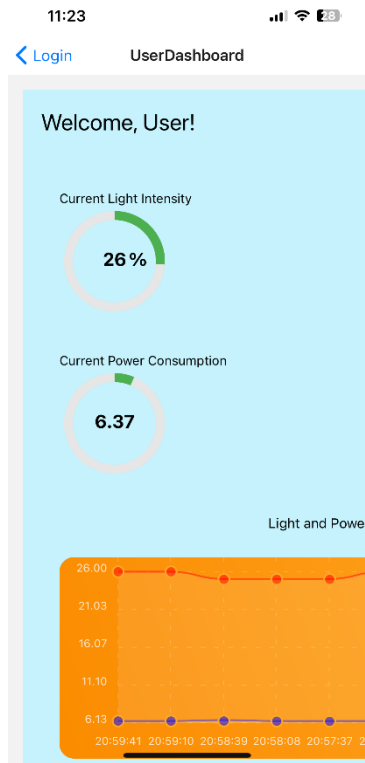 11:23
28
Login
UserDashboard
Welcome, User!
Current Light Intensity
26 %
Current Power Consumption
6.37
Light and Powe
26.00
21.03
16.07
11.10
6.13
20:59:41 20:59:10 20:58:39 20:58:08 20:57:37 2